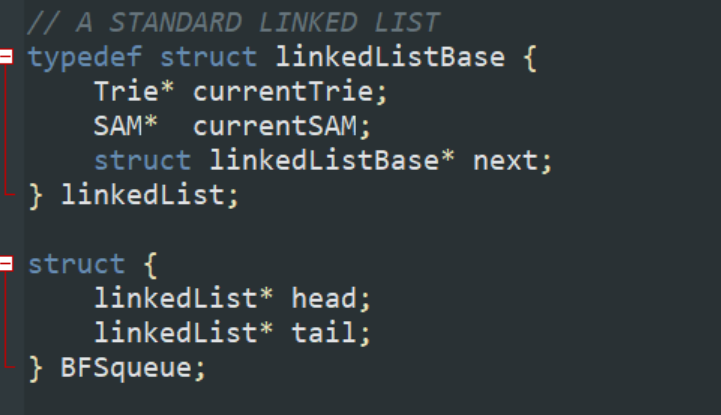 // A STANDARD LINKED LIST
typedef struct linkedListBase {
    Trie* currentTrie;
    SAM*  currentSAM;
    struct linkedListBase* next;
} linkedList;

struct {
    linkedList* head;
    linkedList* tail;
} BFSqueue;